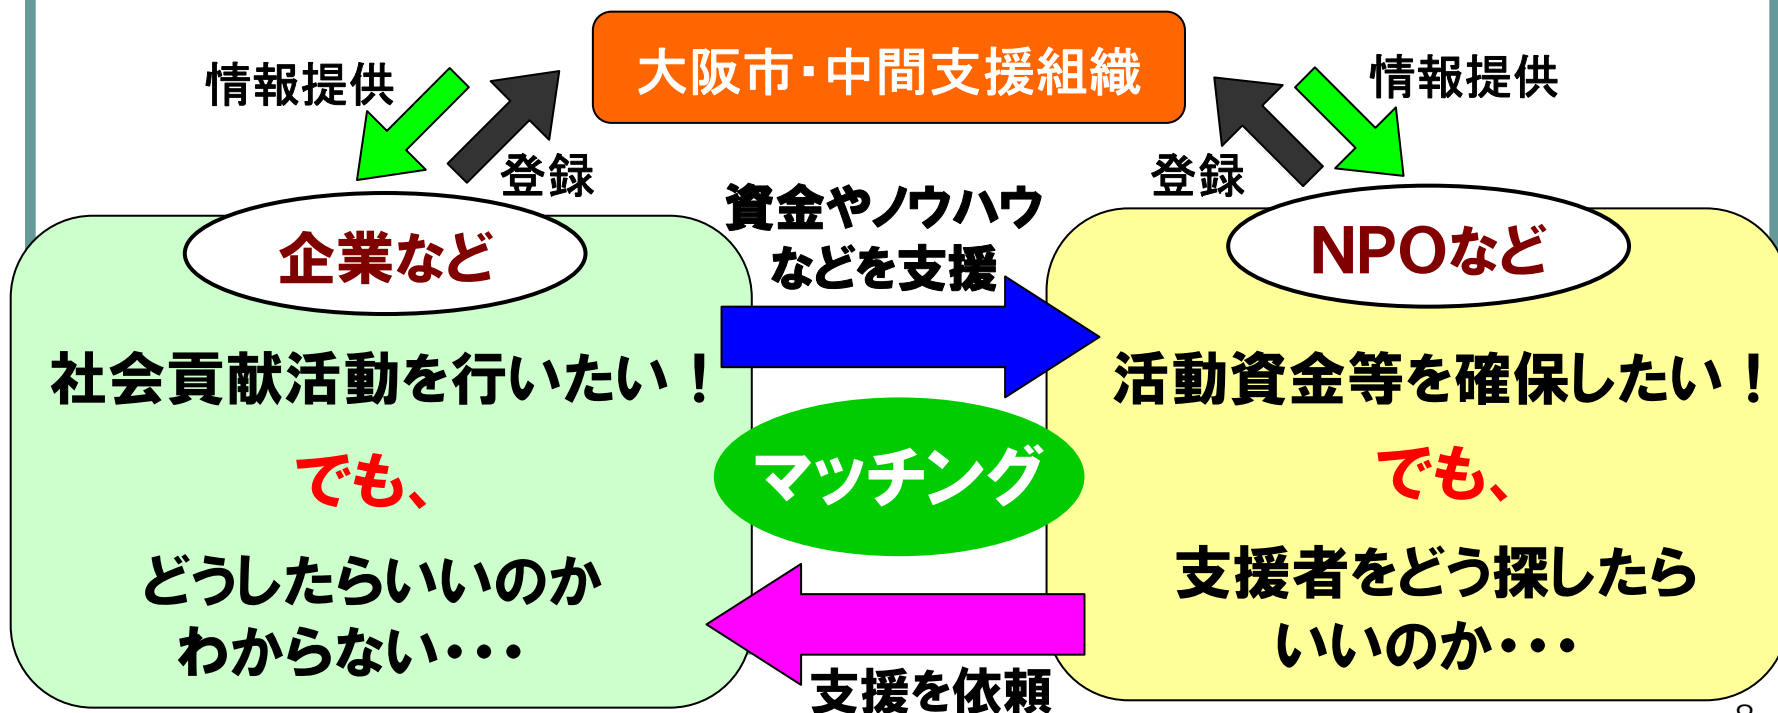 大阪市・中間支援組織
情報提供
登録
情報提供
登録
企業など
社会貢献活動を行いたい！
でも、
どうしたらいいのか
わからない・・・
資金やノウハウ
などを支援
マッチング
支援を依頼
NPOなど
活動資金等を確保したい！
でも、
支援者をどう探したら
いいのか・・・